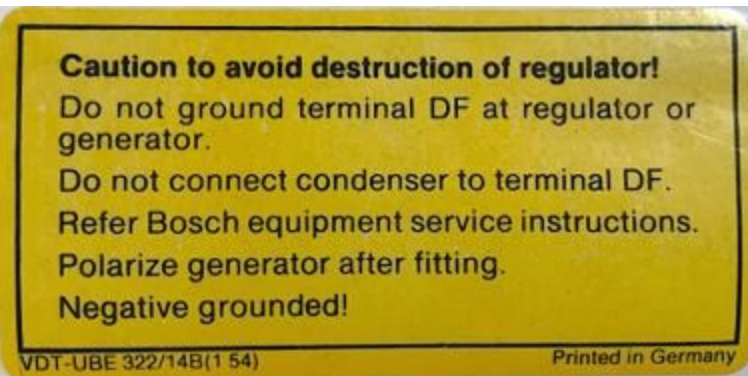 Caution to avoid destruction of regulator!
Do not ground terminal DF at regulator or
generator.
Do not connect condenser to terminal DF.
Refer Bosch equipment service instructions.
Polarize generator after fitting.
Negative grounded!
VDT-UBE 322/14B(1 54) Printed in Germany